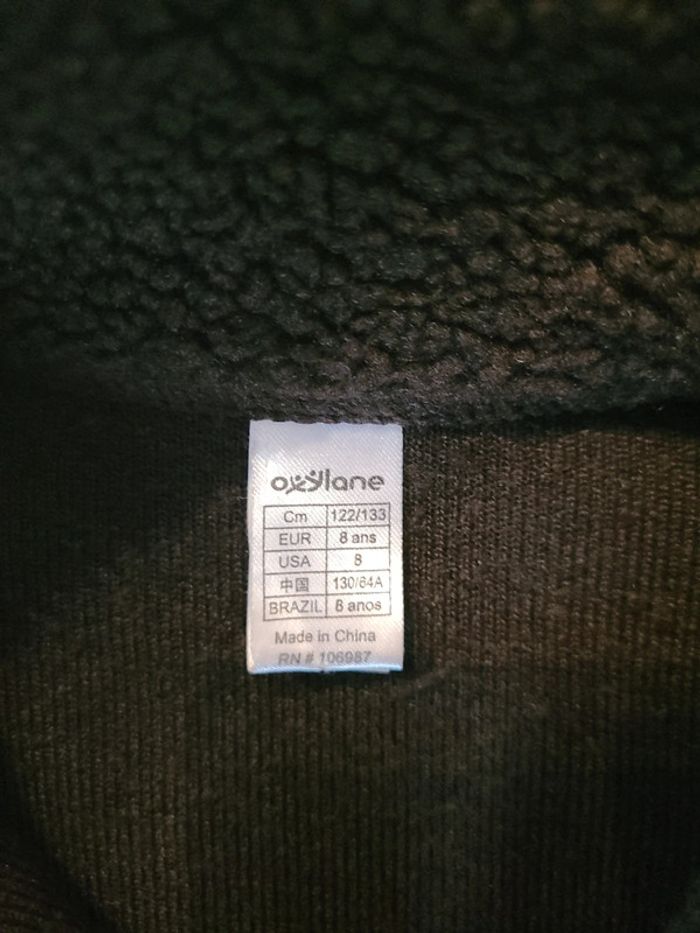 oxylane
Cm 122/133
EUR 8 ans
USA 8
中国 130/64A
BRAZIL 8 anos
Made in China
RN # 106987